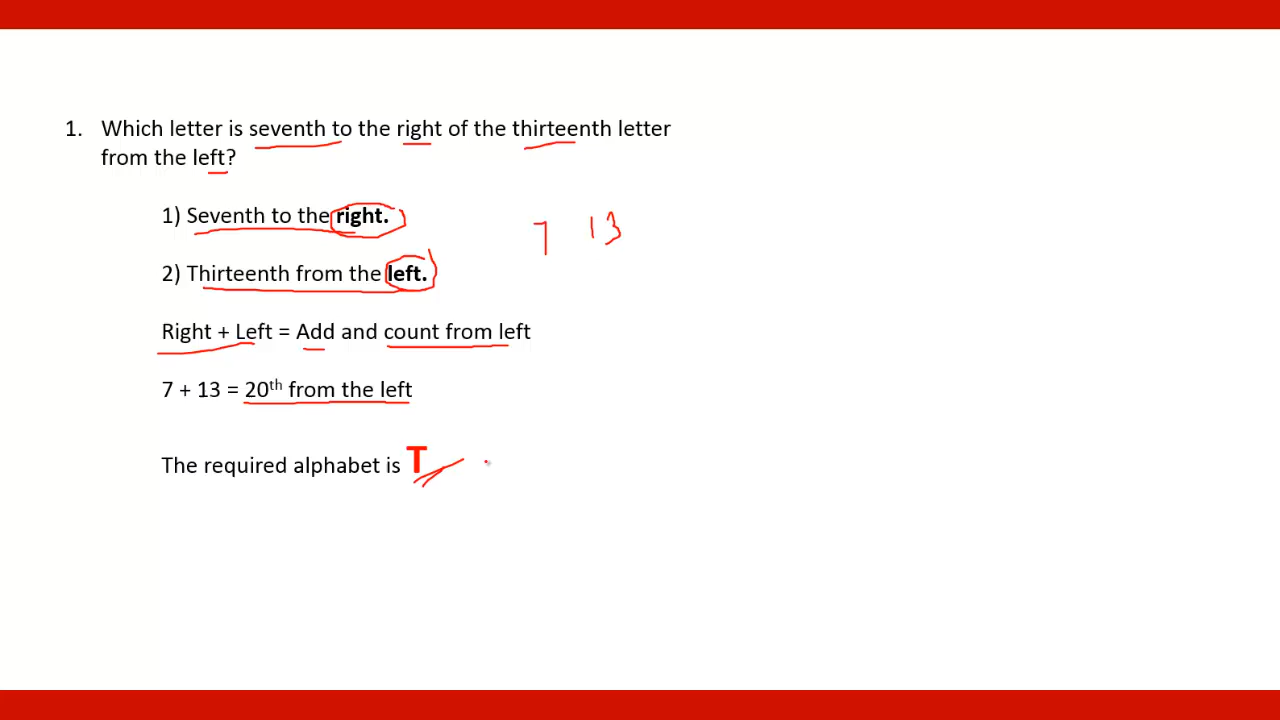 1. Which letter is seventh to the right of the thirteenth letter
from the left?
1) Seventh to the right.
7 13
2) Thirteenth from the left.
Right + Left = Add and count from left
7 + 13 = 20th from the left
The required alphabet is T